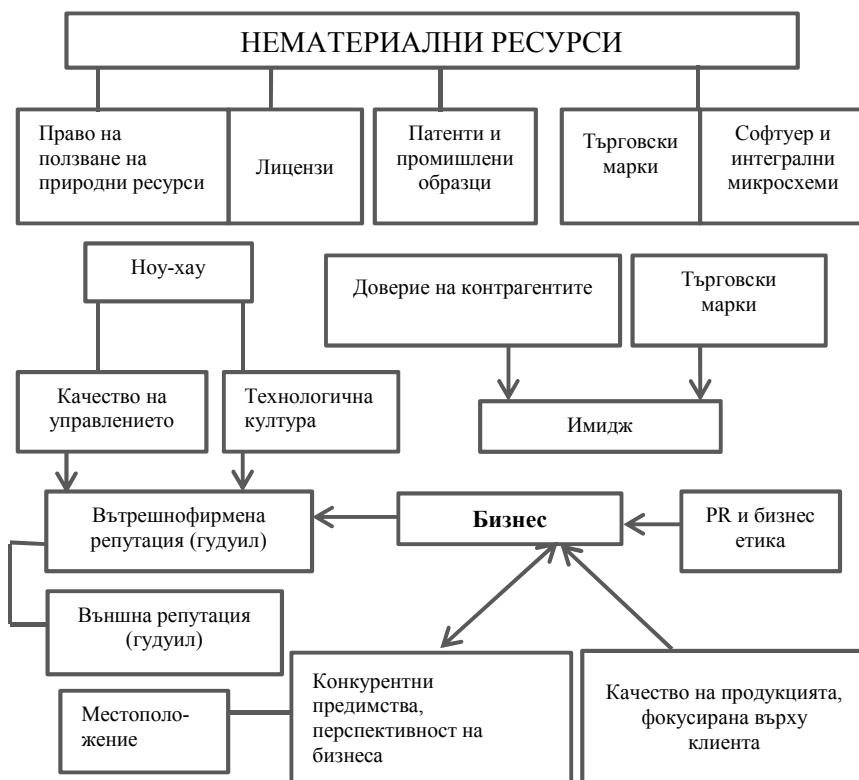 НЕМАТЕРИАЛНИ РЕСУРСИ
Право на
ползване на
природни ресурси
Лицензи
Патенти и
промишлени
образци
Търговски
марки
Софтуер и
интегрални
микросхеми
Ноу-хау
Доверие на контрагентите
Търговски
марки
Качество на
управлението
Технологична
култура
Имидж
Вътрешнофирмена
репутация (гудуил)
Бизнес
PR и бизнес
етика
Външна репутация
(гудуил)
Местополо-
жение
Конкурентни
предимства,
перспективност на
бизнеса
Качество на продукцията,
фокусирана върху
клиента